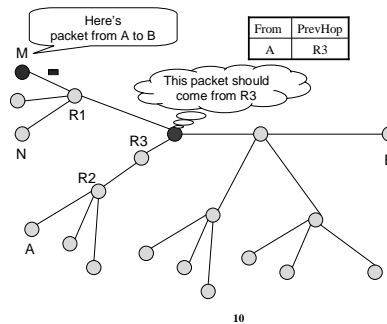 Here's
packet from A to B
From PrevHop
A R3
M
This packet should
come from R3
R1
N
R3
R2
A
10